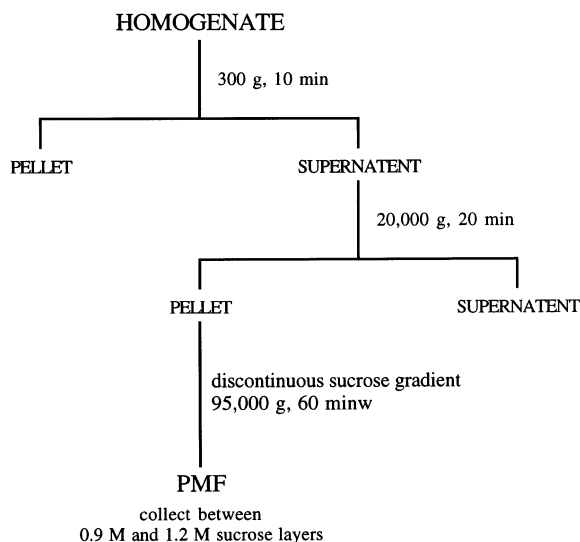 HOMOGENATE
300 g, 10 min
PELLET
SUPERNATENT
20,000 g, 20 min
PELLET
SUPERNATENT
discontinuous sucrose gradient
95,000 g, 60 minw
PMF
collect between
0.9 M and 1.2 M sucrose layers